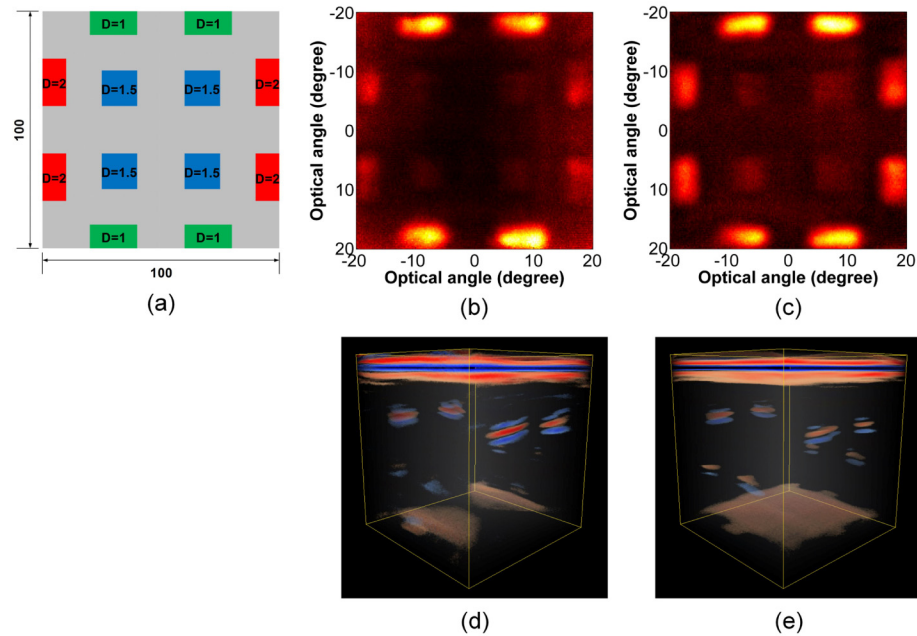 D=1 D=1
D=2 D=1.5 D=1.5 D=2
100
D=2 D=1.5 D=1.5 D=2
D=1 D=1
100
(a)
Optical angle (degree)
-20
-10
0
10
20
-20 -10 0 10 20
Optical angle (degree)
(b)
Optical angle (degree)
-20
-10
0
10
20
-20 -10 0 10 20
Optical angle (degree)
(c)
(d)
(e)